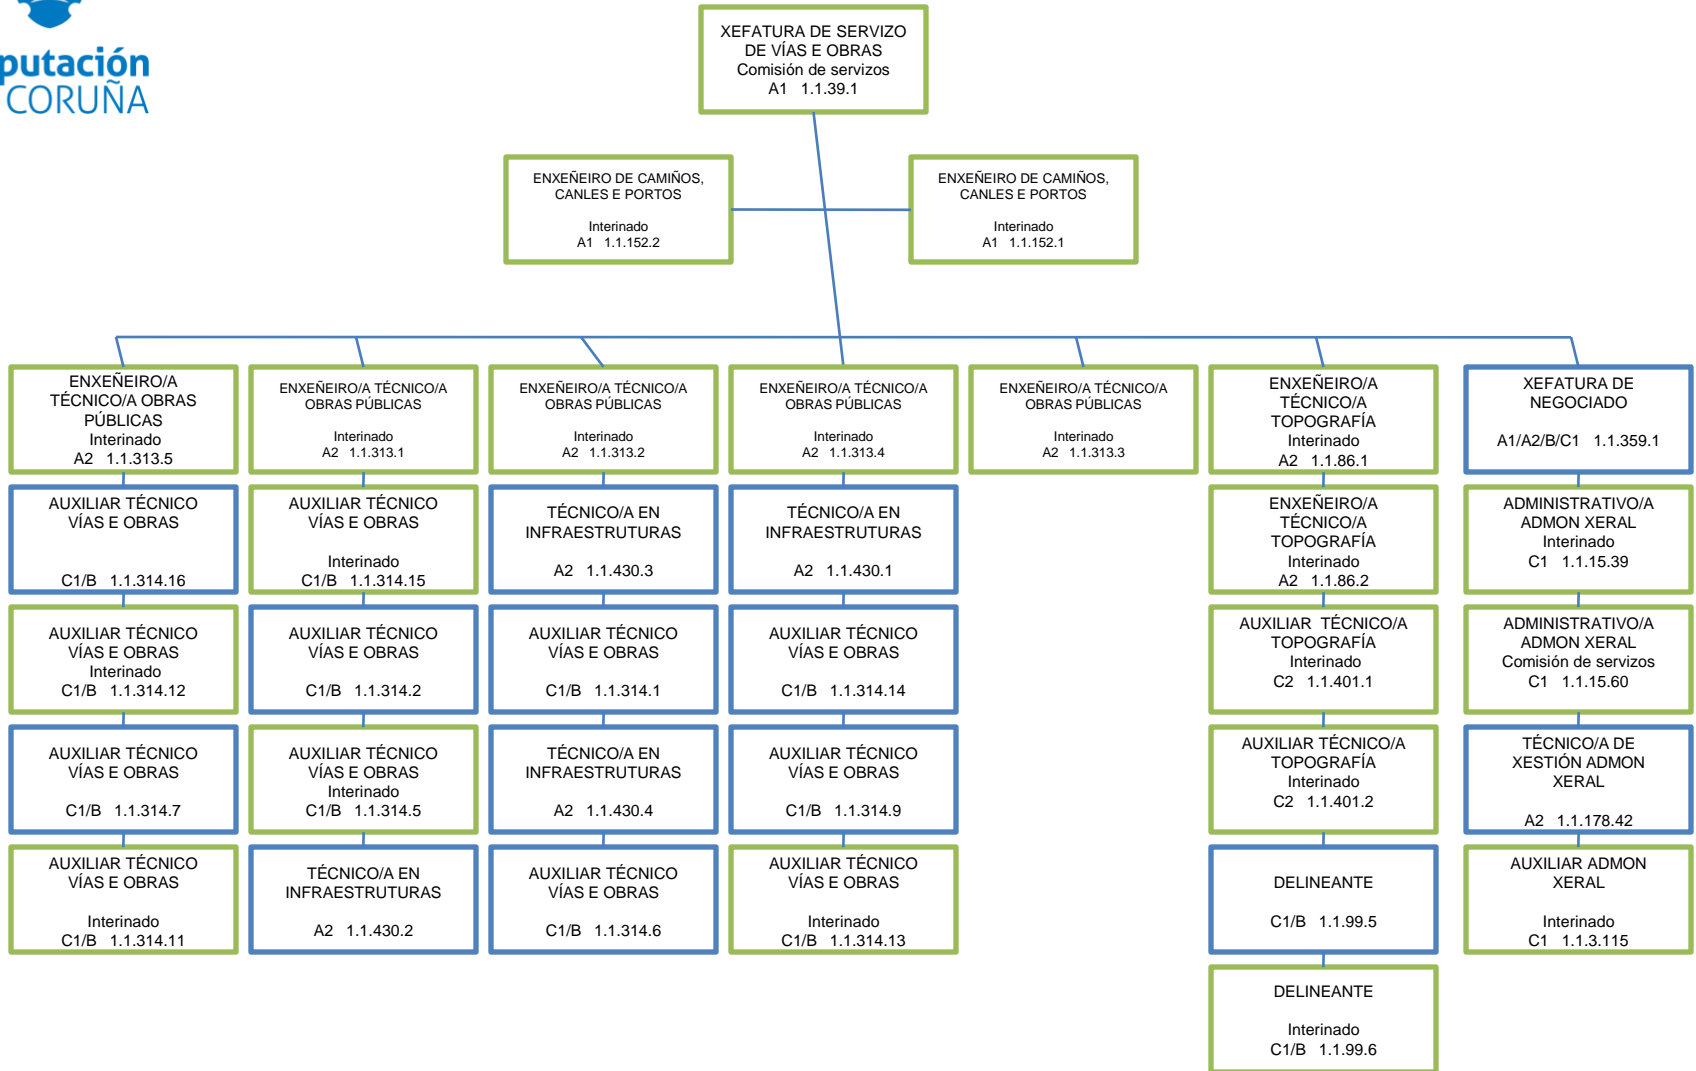 putación
CORUÑA
XEFATURA DE SERVIZO
DE VÍAS E OBRAS
Comisión de servizos
A1 1.1.39.1
ENXEÑEIRO DE CAMIÑOS,
CANLES E PORTOS
Interinado
A1 1.1.152.2
ENXEÑEIRO DE CAMIÑOS,
CANLES E PORTOS
Interinado
A1 1.1.152.1
ENXEÑEIRO/A
TÉCNICO/A OBRAS
PÚBLICAS
Interinado
A2 1.1.313.5
ENXEÑEIRO/A TÉCNICO/A
OBRAS PÚBLICAS
Interinado
A2 1.1.313.1
ENXEÑEIRO/A TÉCNICO/A
OBRAS PÚBLICAS
Interinado
A2 1.1.313.2
ENXEÑEIRO/A TÉCNICO/A
OBRAS PÚBLICAS
Interinado
A2 1.1.313.4
ENXEÑEIRO/A TÉCNICO/A
OBRAS PÚBLICAS
Interinado
A2 1.1.313.3
ENXEÑEIRO/A
TÉCNICO/A
TOPOGRAFÍA
Interinado
A2 1.1.86.1
XEFATURA DE
NEGOCIADO
A1/A2/B/C1 1.1.359.1
AUXILIAR TÉCNICO
VÍAS E OBRAS
C1/B 1.1.314.16
AUXILIAR TÉCNICO
VÍAS E OBRAS
Interinado
C1/B 1.1.314.15
TÉCNICO/A EN
INFRAESTRUTURAS
A2 1.1.430.3
TÉCNICO/A EN
INFRAESTRUTURAS
A2 1.1.430.1
ENXEÑEIRO/A
TÉCNICO/A
TOPOGRAFÍA
Interinado
A2 1.1.86.2
ADMINISTRATIVO/A
ADMON XERAL
Interinado
C1 1.1.15.39
AUXILIAR TÉCNICO
VÍAS E OBRAS
Interinado
C1/B 1.1.314.12
AUXILIAR TÉCNICO
VÍAS E OBRAS
C1/B 1.1.314.2
AUXILIAR TÉCNICO
VÍAS E OBRAS
C1/B 1.1.314.1
AUXILIAR TÉCNICO
VÍAS E OBRAS
C1/B 1.1.314.14
AUXILIAR TÉCNICO/A
TOPOGRAFÍA
Interinado
C2 1.1.401.1
ADMINISTRATIVO/A
ADMON XERAL
Comisión de servizos
C1 1.1.15.60
AUXILIAR TÉCNICO
VÍAS E OBRAS
C1/B 1.1.314.7
AUXILIAR TÉCNICO
VÍAS E OBRAS
Interinado
C1/B 1.1.314.5
TÉCNICO/A EN
INFRAESTRUTURAS
A2 1.1.430.4
AUXILIAR TÉCNICO
VÍAS E OBRAS
C1/B 1.1.314.9
AUXILIAR TÉCNICO/A
TOPOGRAFÍA
Interinado
C2 1.1.401.2
TÉCNICO/A DE
XESTIÓN ADMON
XERAL
A2 1.1.178.42
AUXILIAR TÉCNICO
VÍAS E OBRAS
Interinado
C1/B 1.1.314.11
TÉCNICO/A EN
INFRAESTRUTURAS
A2 1.1.430.2
AUXILIAR TÉCNICO
VÍAS E OBRAS
C1/B 1.1.314.6
AUXILIAR TÉCNICO
VÍAS E OBRAS
Interinado
C1/B 1.1.314.13
DELINEANTE
C1/B 1.1.99.5
AUXILIAR ADMON
XERAL
Interinado
C1 1.1.3.115
DELINEANTE
Interinado
C1/B 1.1.99.6